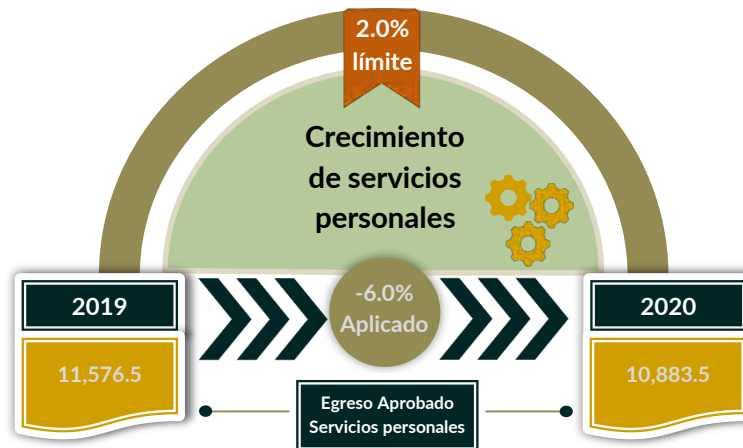 2.0%
límite
Crecimiento
de servicios
personales
-6.0%
Aplicado
2019
2020
11,576.5
10,883.5
Egreso Aprobado
Servicios personales